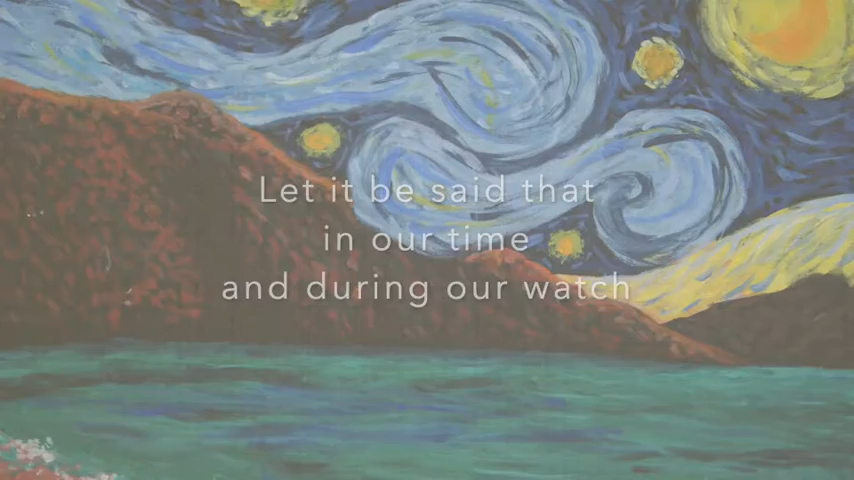 Let it be said that
in our time
and during our watch